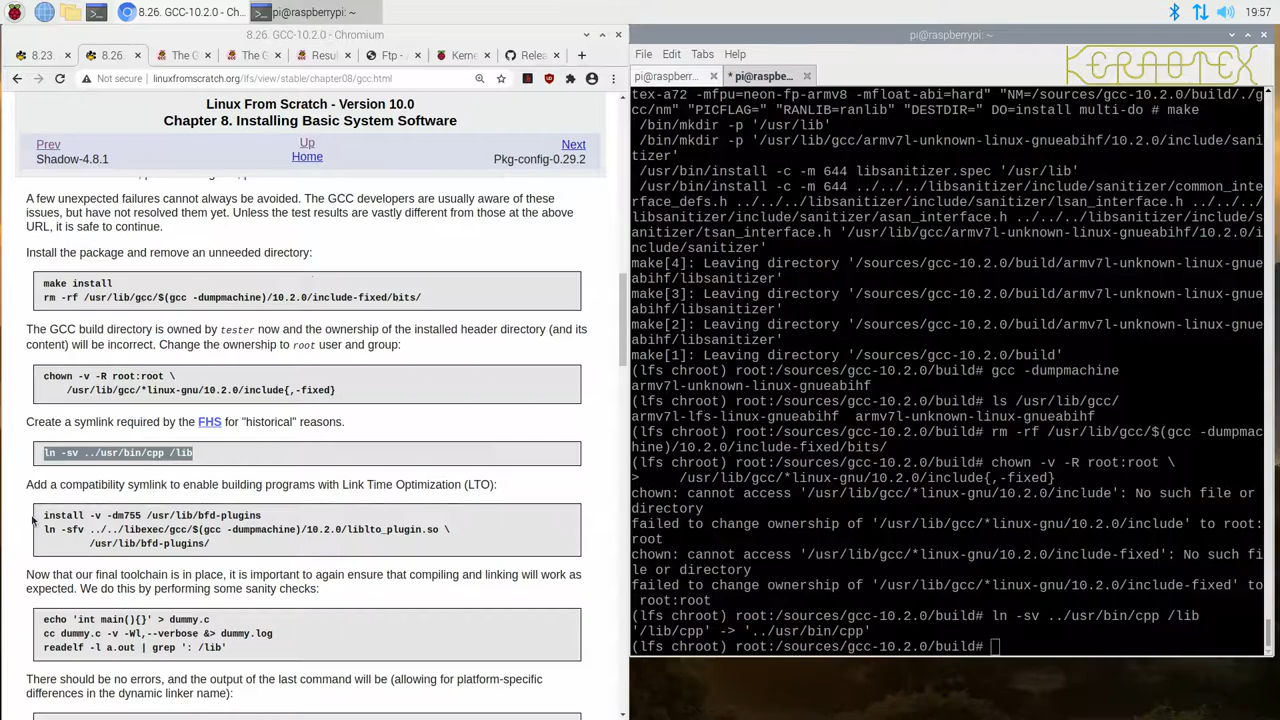 8.26. GCC-10.2.0 - Ch...
pi@raspberrypi: ~
19:57
8.26. GCC-10.2.0 - Chromium
pi@raspberrypi: ~
8.23
8.26
The G
The G
Resul
Ftp - .
Kerne
Relea
File Edit Tabs Help
Not secure | linuxfromscratch.org/lfs/view/stable/chapter08/gcc.html
pi@raspberr...
* pi@raspbe...
KERAOTEX
Linux From Scratch - Version 10.0
Chapter 8. Installing Basic System Software
Prev
Up
Next
Shadow-4.8.1
Home
Pkg-config-0.29.2
A few unexpected failures cannot always be avoided. The GCC developers are usually aware of these
issues, but have not resolved them yet. Unless the test results are vastly different from those at the above
URL, it is safe to continue.
Install the package and remove an unneeded directory:
make install
rm -rf /usr/lib/gcc/$(gcc -dumpmachine)/10.2.0/include-fixed/bits/
The GCC build directory is owned by tester now and the ownership of the installed header directory (and its
content) will be incorrect. Change the ownership to root user and group:
chown -v -R root:root \
/usr/lib/gcc/*linux-gnu/10.2.0/include{,-fixed}
Create a symlink required by the FHS for "historical" reasons.
ln -sv ../usr/bin/cpp /lib
Add a compatibility symlink to enable building programs with Link Time Optimization (LTO):
install -v -dm755 /usr/lib/bfd-plugins
ln -sfv ../../libexec/gcc/$(gcc -dumpmachine)/10.2.0/liblto_plugin.so \
/usr/lib/bfd-plugins/
Now that our final toolchain is in place, it is important to again ensure that compiling and linking will work as
expected. We do this by performing some sanity checks:
echo 'int main(){}' > dummy.c
cc dummy.c -v -Wl,--verbose &> dummy.log
readelf -l a.out | grep ': /lib'
There should be no errors, and the output of the last command will be (allowing for platform-specific
differences in the dynamic linker name):
tex-a72 -mfpu=neon-fp-armv8 -mfloat-abi=hard" "NM=/sources/gcc-10.2.0/build/./g
cc/nm" "PICFLAG=" "RANLIB=ranlib" "DESTDIR=" DO=install multi-do # make
/bin/mkdir -p '/usr/lib'
/bin/mkdir -p '/usr/lib/gcc/armv7l-unknown-linux-gnueabihf/10.2.0/include/sani
tizer'
/usr/bin/install -c -m 644 libsanitizer.spec '/usr/lib'
/usr/bin/install -c -m 644 ../../../libsanitizer/include/sanitizer/common_inte
rface_defs.h ../../../libsanitizer/include/sanitizer/lsan_interface.h ../../../
libsanitizer/include/sanitizer/asan_interface.h ../../../libsanitizer/include/s
anitizer/tsan_interface.h '/usr/lib/gcc/armv7l-unknown-linux-gnueabihf/10.2.0/i
nclude/sanitizer'
make[4]: Leaving directory '/sources/gcc-10.2.0/build/armv7l-unknown-linux-gnue
abihf/libsanitizer'
make[3]: Leaving directory '/sources/gcc-10.2.0/build/armv7l-unknown-linux-gnue
abihf/libsanitizer'
make[2]: Leaving directory '/sources/gcc-10.2.0/build/armv7l-unknown-linux-gnue
abihf/libsanitizer'
make[1]: Leaving directory '/sources/gcc-10.2.0/build'
(lfs chroot) root:/sources/gcc-10.2.0/build# gcc -dumpmachine
armv7l-unknown-linux-gnueabihf
(lfs chroot) root:/sources/gcc-10.2.0/build# ls /usr/lib/gcc/
armv7l-lfs-linux-gnueabihf armv7l-unknown-linux-gnueabihf
(lfs chroot) root:/sources/gcc-10.2.0/build# rm -rf /usr/lib/gcc/$(gcc -dumpmac
hine)/10.2.0/include-fixed/bits/
(lfs chroot) root:/sources/gcc-10.2.0/build# chown -v -R root:root \
> /usr/lib/gcc/*linux-gnu/10.2.0/include{,-fixed}
chown: cannot access '/usr/lib/gcc/*linux-gnu/10.2.0/include': No such file or
directory
failed to change ownership of '/usr/lib/gcc/*linux-gnu/10.2.0/include' to root:
root
chown: cannot access '/usr/lib/gcc/*linux-gnu/10.2.0/include-fixed': No such fi
le or directory
failed to change ownership of '/usr/lib/gcc/*linux-gnu/10.2.0/include-fixed' to
root:root
(lfs chroot) root:/sources/gcc-10.2.0/build# ln -sv ../usr/bin/cpp /lib
'/lib/cpp' -> '../usr/bin/cpp'
(lfs chroot) root:/sources/gcc-10.2.0/build#